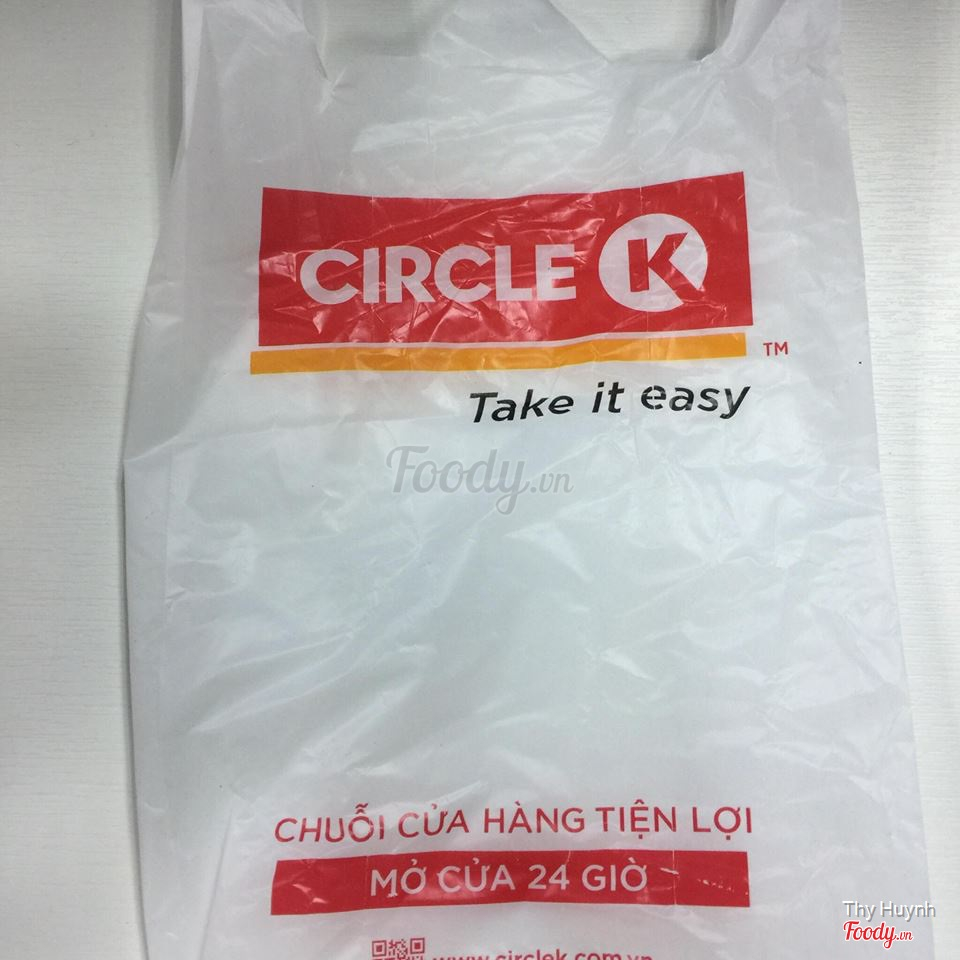 CIRCLE K
TM
Take it easy
Foody.vn
CHUỖI CỬA HÀNG TIỆN LỢI
MỞ CỬA 24 GIỜ
www.circlek.com.vn
Thy Huynh
Foody.vn